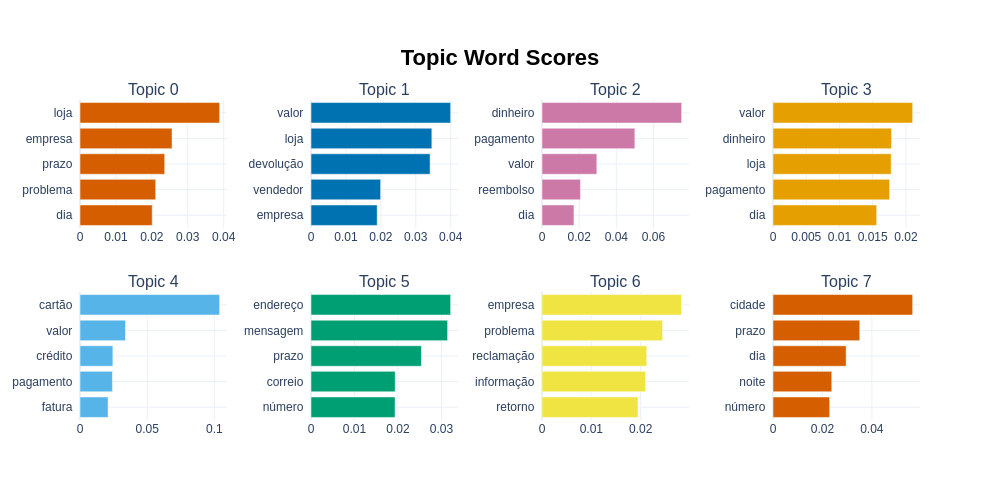 Topic Word Scores
Topic 0
loja
empresa
prazo
problema
dia
0 0.01 0.02 0.03 0.04
Topic 1
valor
loja
devolução
vendedor
empresa
0 0.01 0.02 0.03 0.04
Topic 2
dinheiro
pagamento
valor
reembolso
dia
0 0.02 0.04 0.06
Topic 3
valor
dinheiro
loja
pagamento
dia
0 0.005 0.01 0.015 0.02
Topic 4
cartão
valor
crédito
pagamento
fatura
0 0.05 0.1
Topic 5
endereço
mensagem
prazo
correio
número
0 0.01 0.02 0.03
Topic 6
empresa
problema
reclamação
informação
retorno
0 0.01 0.02
Topic 7
cidade
prazo
dia
noite
número
0 0.02 0.04